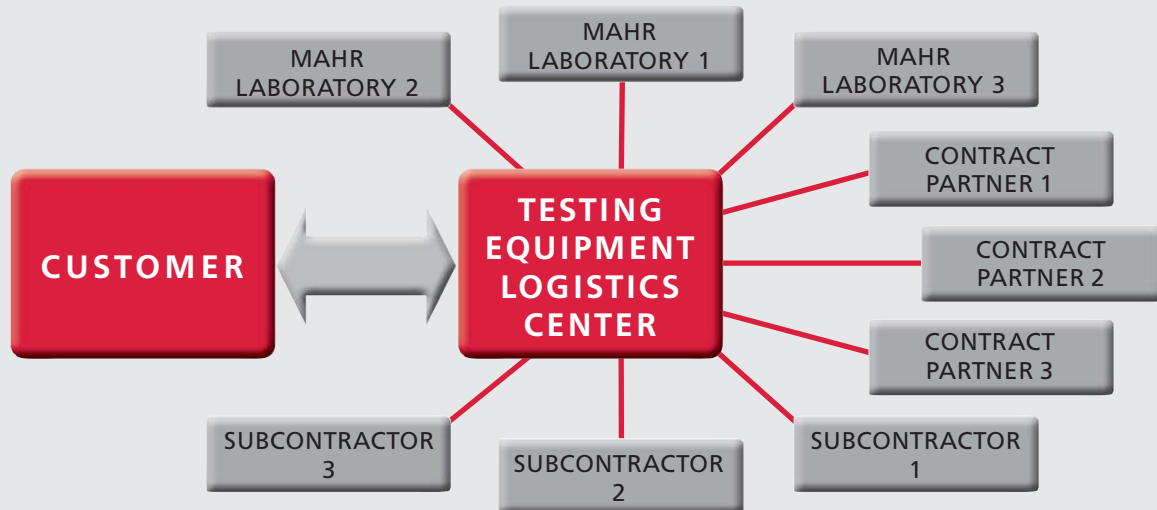 MAHR
LABORATORY 1
MAHR
LABORATORY 2
MAHR
LABORATORY 3
CONTRACT
PARTNER 1
CUSTOMER
TESTING
EQUIPMENT
LOGISTICS
CENTER
CONTRACT
PARTNER 2
CONTRACT
PARTNER 3
SUBCONTRACTOR
3
SUBCONTRACTOR
2
SUBCONTRACTOR
1